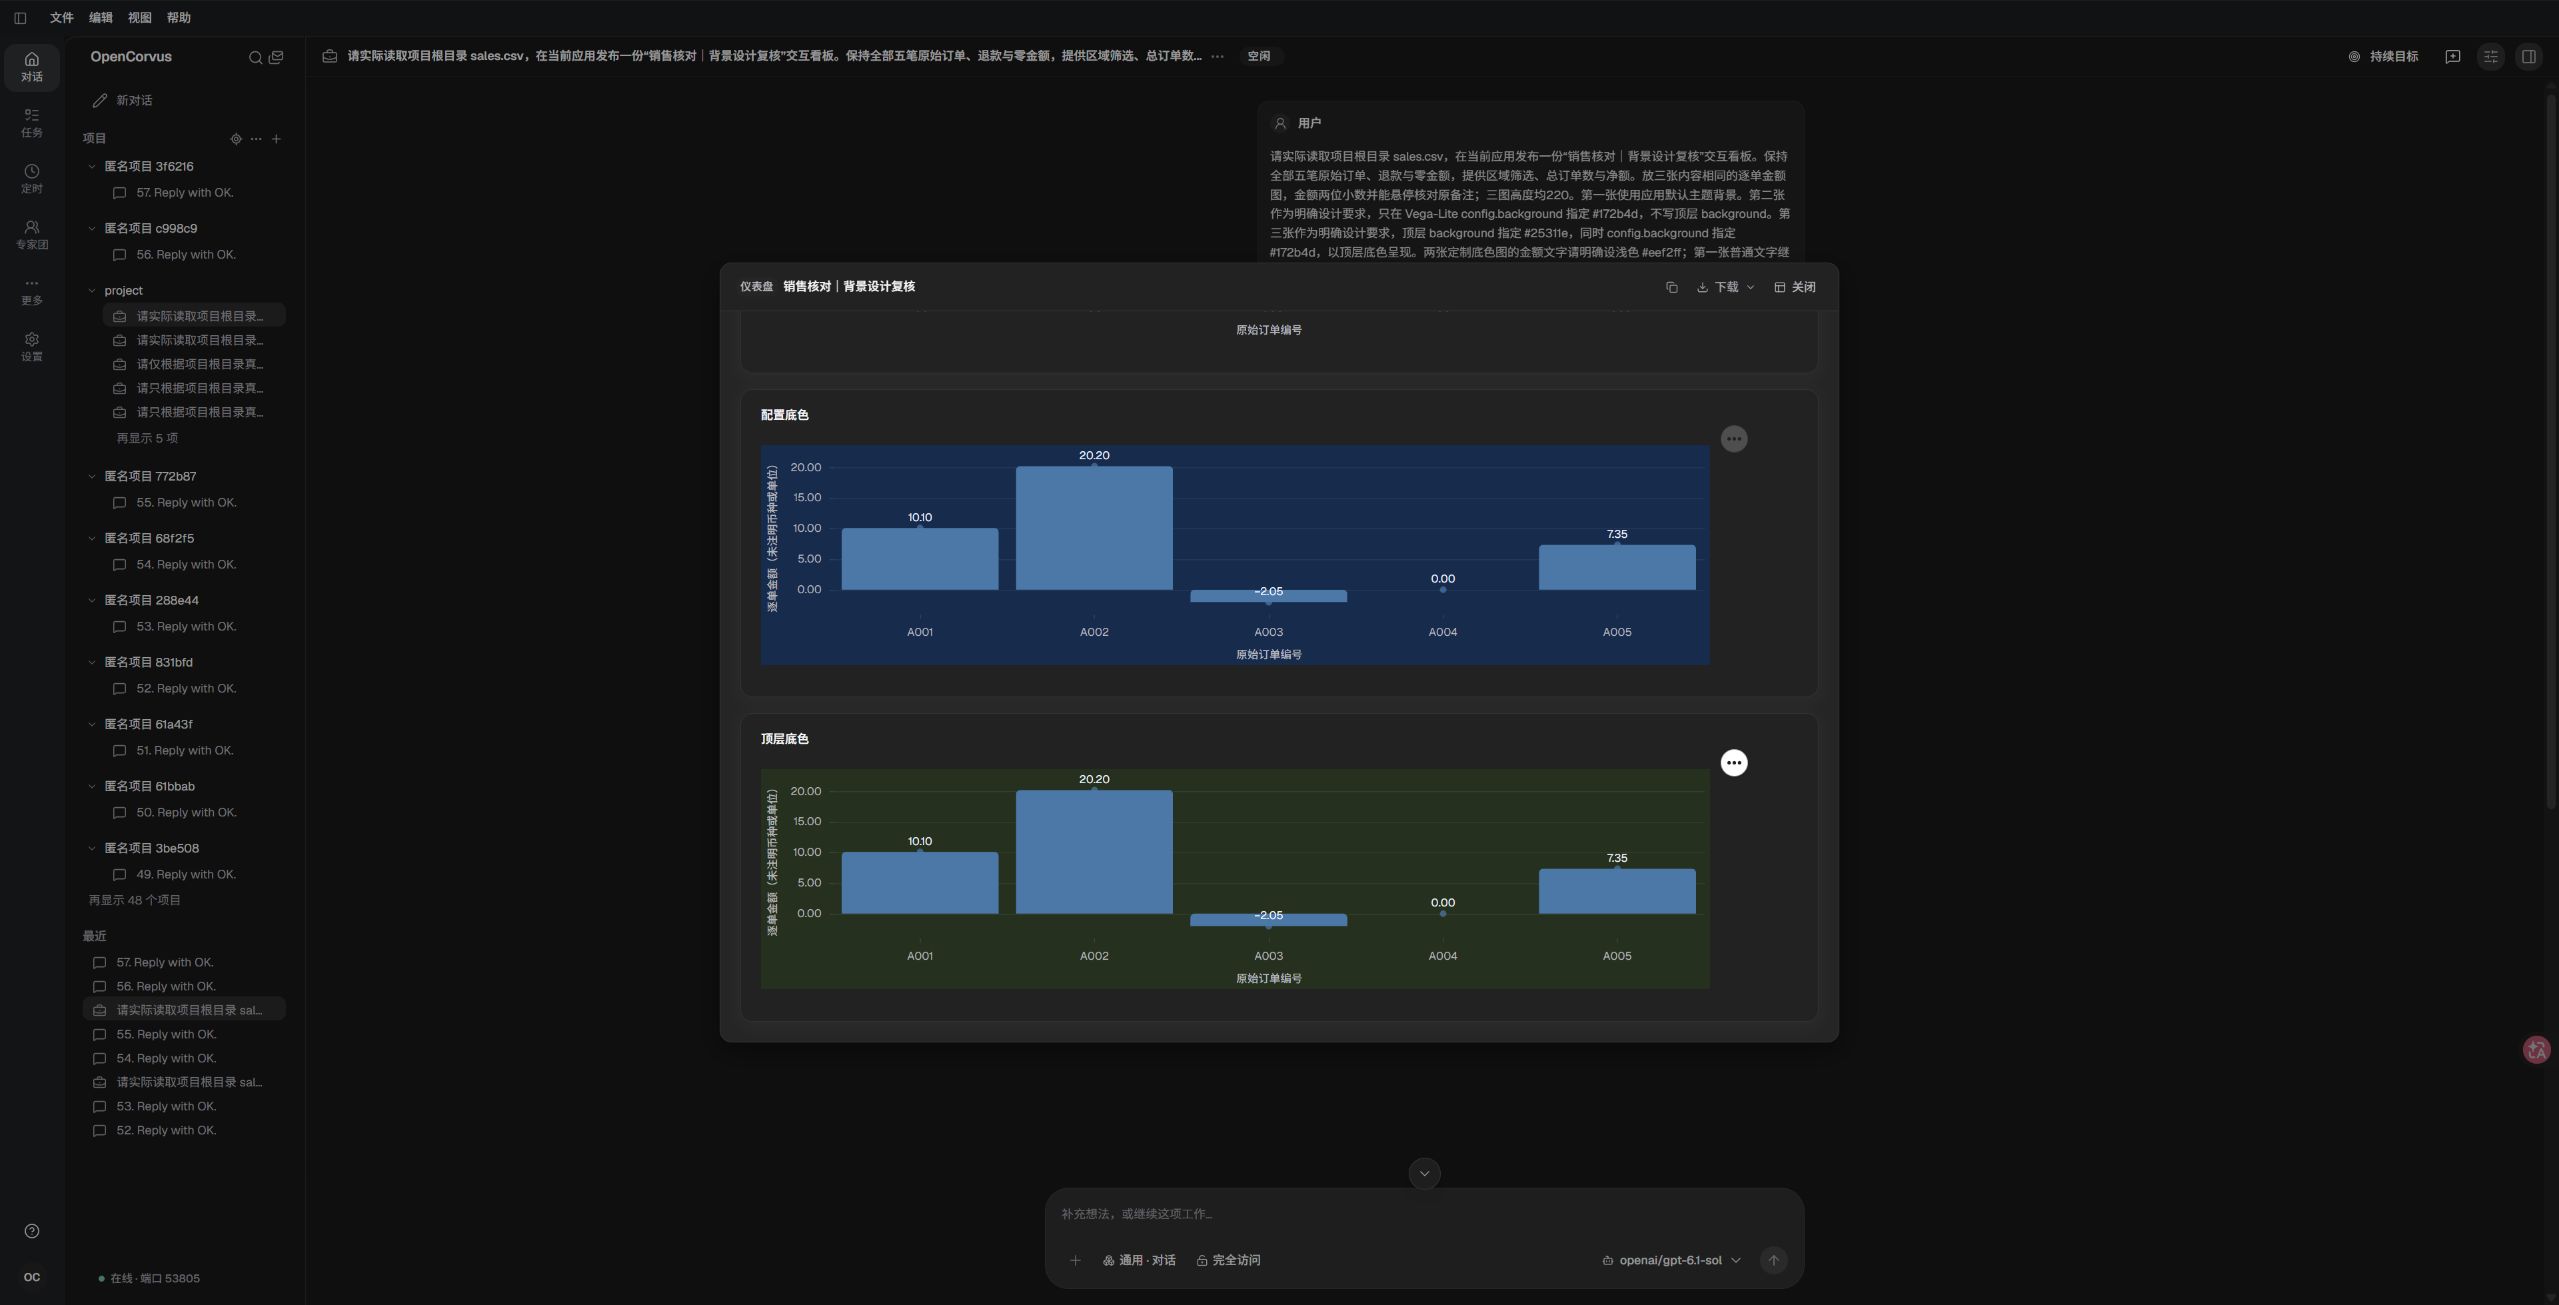 文件 编辑 视图 帮助
对话
任务
定时
专家团
更多
设置
OC
OpenCorvus
新对话
项目
匿名项目 3f6216
57. Reply with OK.
匿名项目 c998c9
56. Reply with OK.
project
请实际读取项目根目录...
请实际读取项目根目录...
请仅根据项目根目录真...
请只根据项目根目录真...
请只根据项目根目录真...
再显示 5 项
匿名项目 772b87
55. Reply with OK.
匿名项目 68f2f5
54. Reply with OK.
匿名项目 288e44
53. Reply with OK.
匿名项目 831bfd
52. Reply with OK.
匿名项目 61a43f
51. Reply with OK.
匿名项目 61bbab
50. Reply with OK.
匿名项目 3be508
49. Reply with OK.
再显示 48 个项目
最近
57. Reply with OK.
56. Reply with OK.
请实际读取项目根目录 sal...
55. Reply with OK.
54. Reply with OK.
请实际读取项目根目录 sal...
53. Reply with OK.
52. Reply with OK.
在线 · 端口 53805
请实际读取项目根目录 sales.csv，在当前应用发布一份“销售核对｜背景设计复核”交互看板。保持全部五笔原始订单、退款与零金额，提供区域筛选、总订单数... ··· 空闲
持续目标
用户
请实际读取项目根目录 sales.csv，在当前应用发布一份“销售核对｜背景设计复核”交互看板。保持
全部五笔原始订单、退款与零金额，提供区域筛选、总订单数与净额。放三张内容相同的逐单金额
图，金额两位小数并能悬停核对原备注；三图高度均220。第一张使用应用默认主题背景。第二张
作为明确设计要求，只在 Vega-Lite config.background 指定 #172b4d，不写顶层 background。第
三张作为明确设计要求，顶层 background 指定 #25311e，同时 config.background 指定
#172b4d，以顶层底色呈现。两张定制底色图的金额文字请明确设浅色 #eef2ff；第一张普通文字继
仪表盘 销售核对｜背景设计复核
下载 关闭
原始订单编号
配置底色
逐单金额（未注明币种或单位）
20.00
15.00
10.00
5.00
0.00
10.10
20.20
−2.05
0.00
7.35
A001 A002 A003 A004 A005
原始订单编号
顶层底色
逐单金额（未注明币种或单位）
20.00
15.00
10.00
5.00
0.00
10.10
20.20
−2.05
0.00
7.35
A001 A002 A003 A004 A005
原始订单编号
补充想法，或继续这项工作...
通用 · 对话 完全访问
openai/gpt-6.1-sol